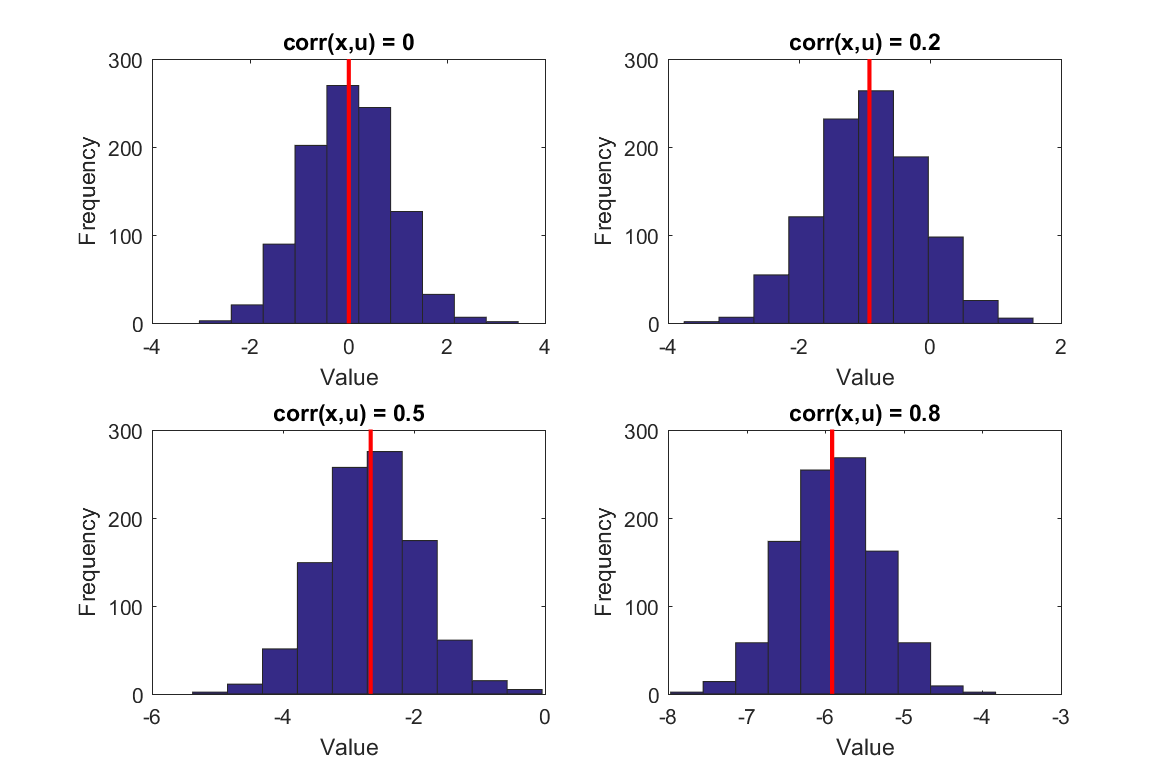 corr(x,u) = 0
300
200
100
0
Frequency
-4
-2
0
2
4
Value
corr(x,u) = 0.2
300
200
100
0
Frequency
-4
-2
0
2
Value
corr(x,u) = 0.5
300
200
100
0
Frequency
-6
-4
-2
0
Value
corr(x,u) = 0.8
300
200
100
0
Frequency
-8
-7
-6
-5
-4
-3
Value